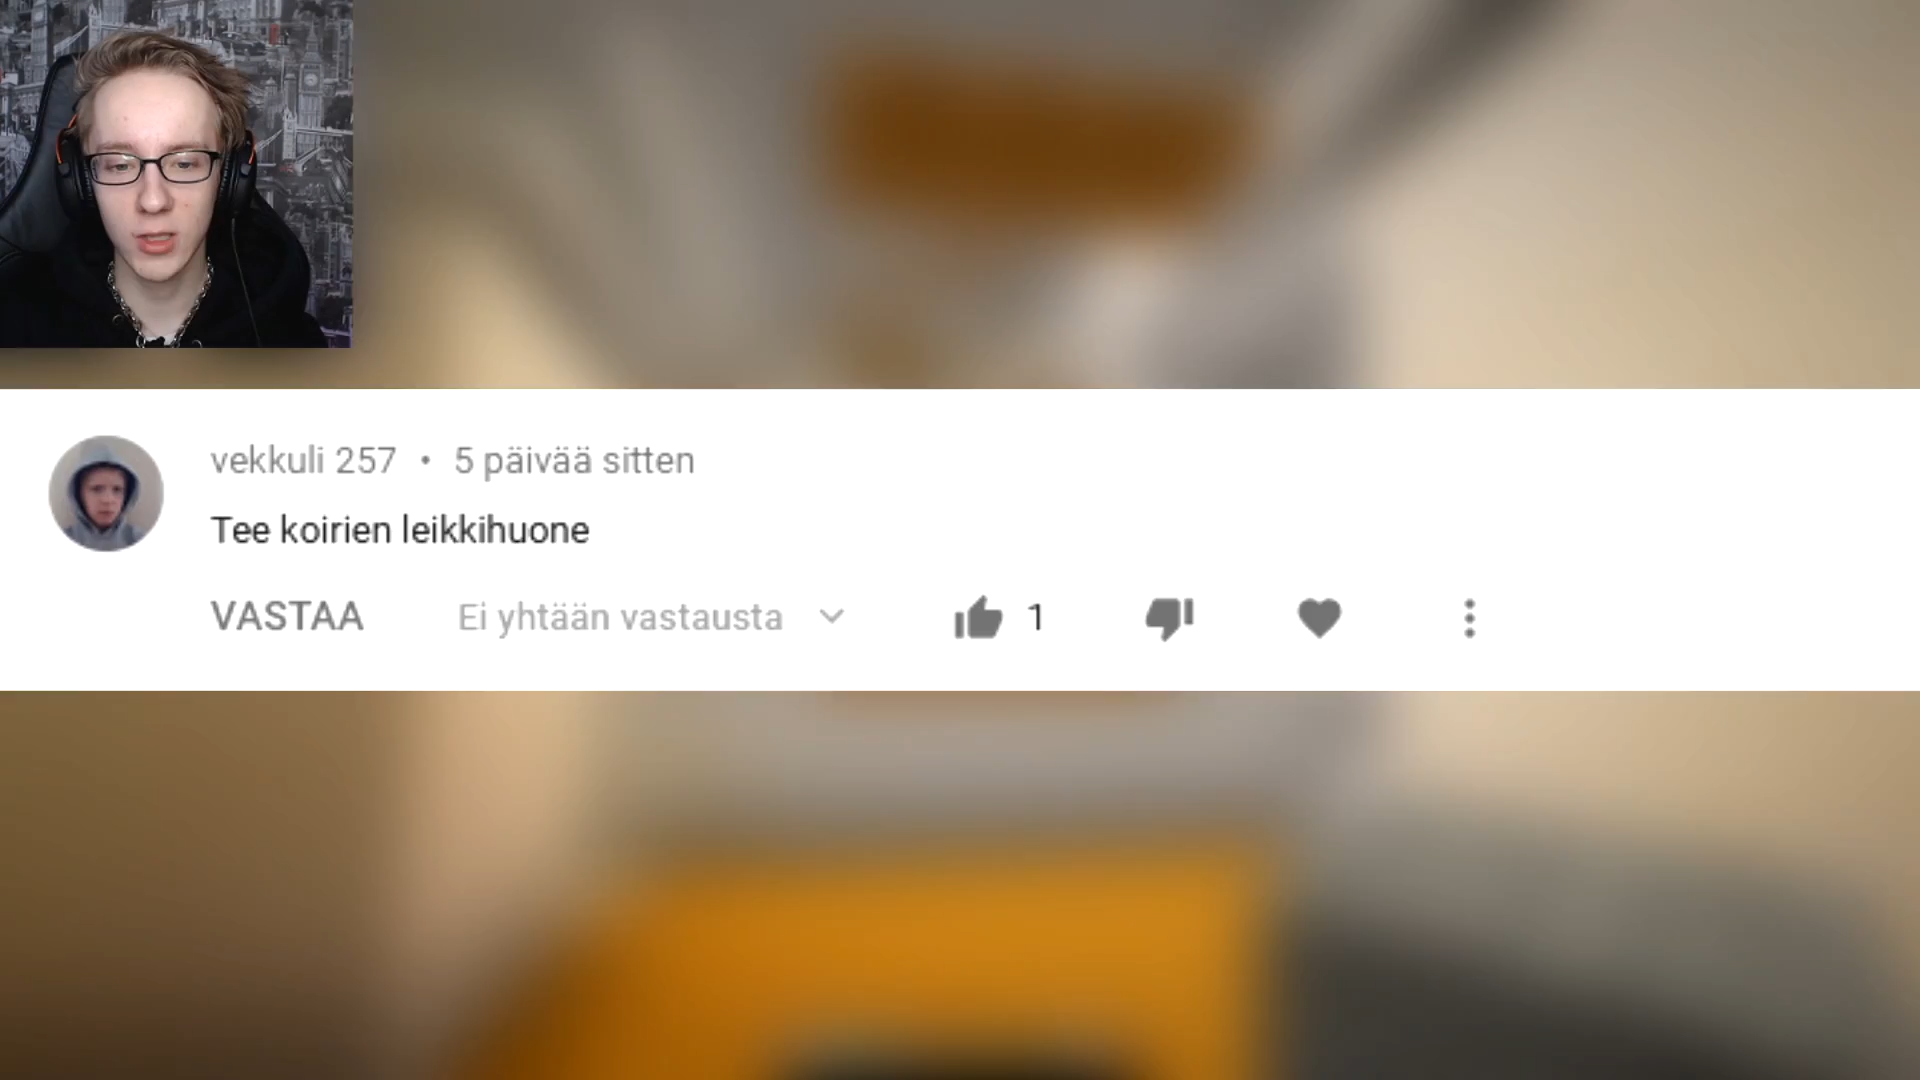 vekkuli 257 • 5 päivää sitten
Tee koirien leikkihuone
VASTAA Ei yhtään vastausta 1